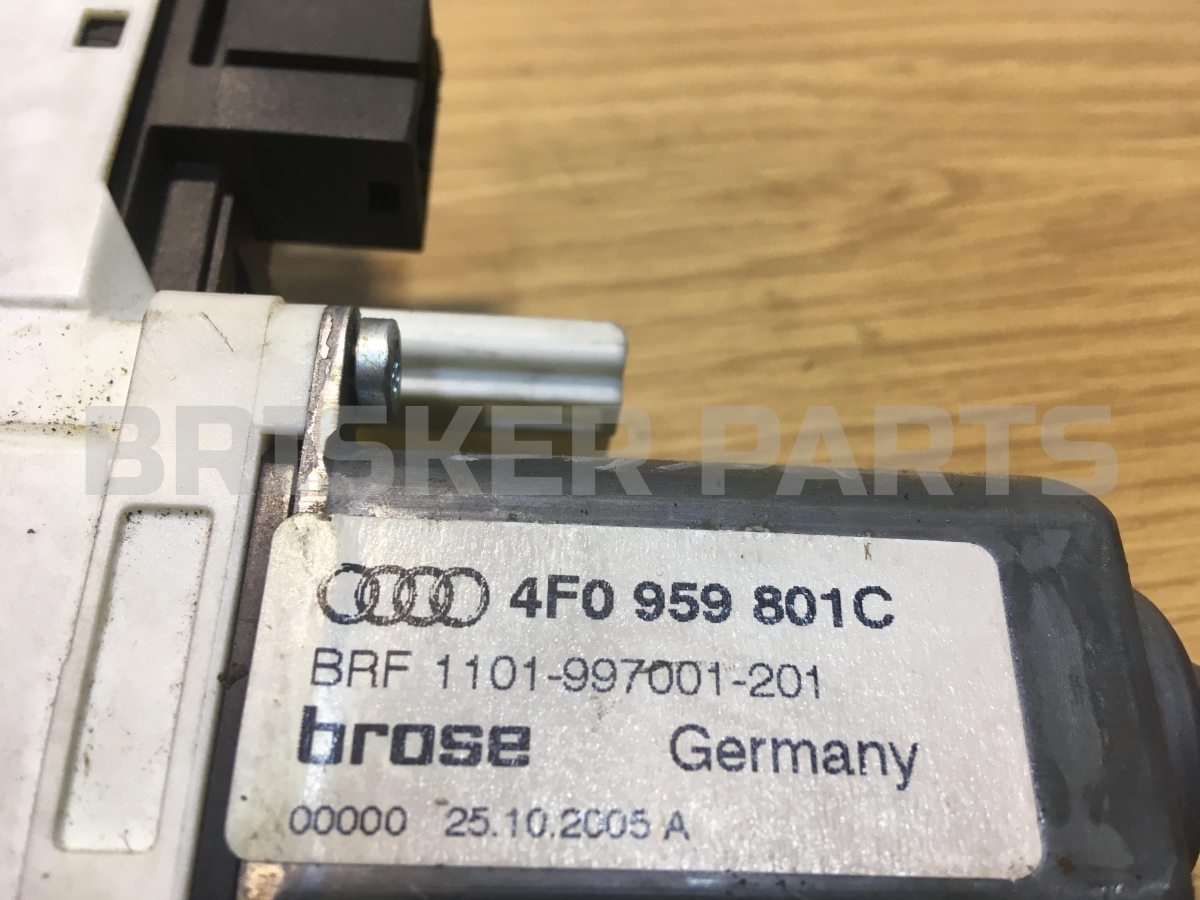 BRISKER PARTS
4F0 959 801C
BRF 1101-997001-201
brose Germany
00000 25.10.2005 A